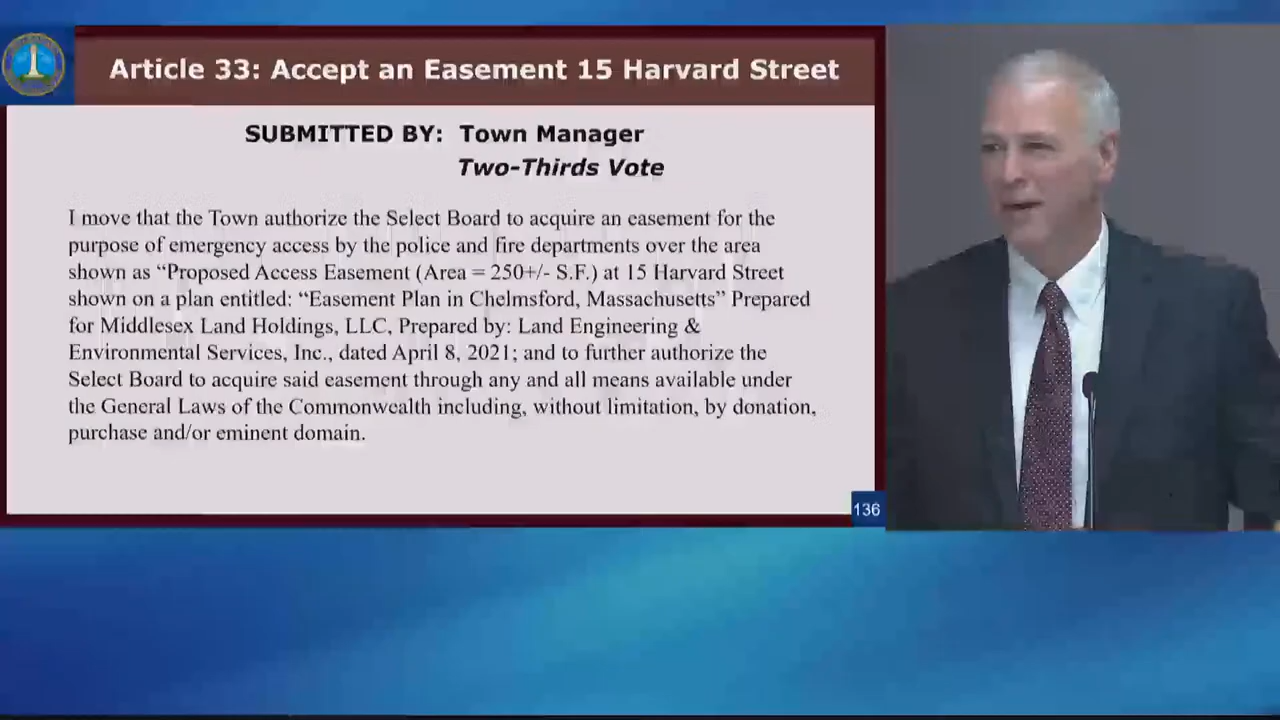 Article 33: Accept an Easement 15 Harvard Street
SUBMITTED BY: Town Manager
Two-Thirds Vote
I move that the Town authorize the Select Board to acquire an easement for the
purpose of emergency access by the police and fire departments over the area
shown as “Proposed Access Easement (Area = 250+/- S.F.) at 15 Harvard Street
shown on a plan entitled: “Easement Plan in Chelmsford, Massachusetts” Prepared
for Middlesex Land Holdings, LLC, Prepared by: Land Engineering &
Environmental Services, Inc., dated April 8, 2021; and to further authorize the
Select Board to acquire said easement through any and all means available under
the General Laws of the Commonwealth including, without limitation, by donation,
purchase and/or eminent domain.
136